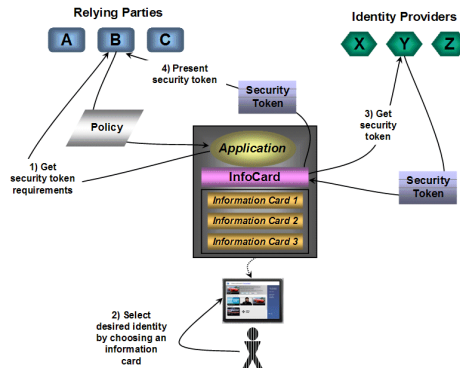 Relying Parties
Identity Providers
A B C
X Y Z
4) Present
security token
Security
Token
3) Get
security
token
Policy
Application
1) Get
security token
requirements
InfoCard
Security
Token
Information Card 1
Information Card 2
Information Card 3
2) Select
desired identity
by choosing an
information
card